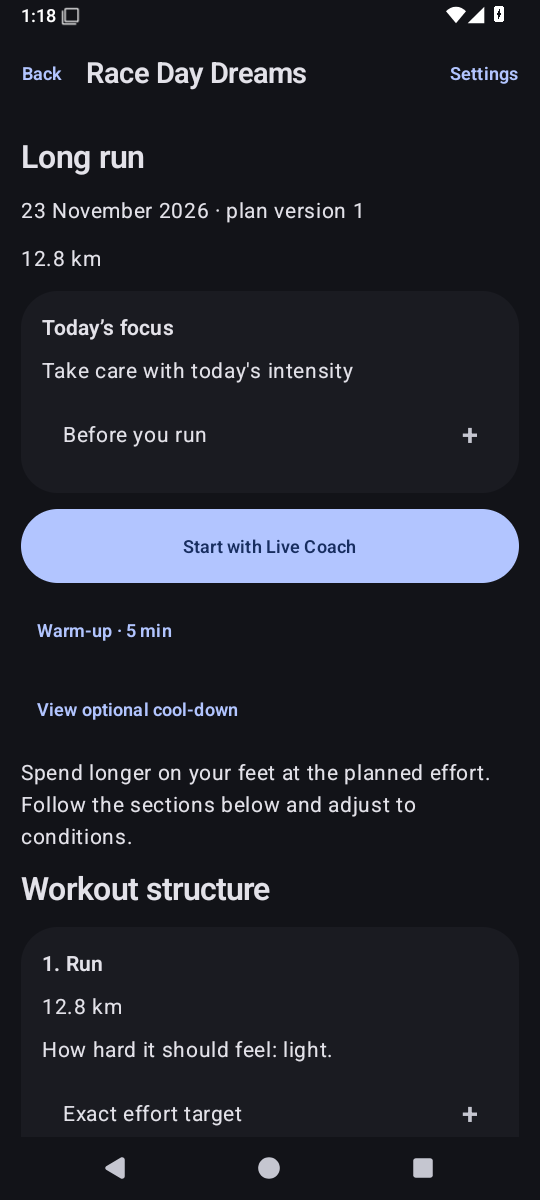 1:18
Back Race Day Dreams Settings
Long run
23 November 2026 · plan version 1
12.8 km
Today’s focus
Take care with today's intensity
Before you run +
Start with Live Coach
Warm-up · 5 min
View optional cool-down
Spend longer on your feet at the planned effort.
Follow the sections below and adjust to
conditions.
Workout structure
1. Run
12.8 km
How hard it should feel: light.
Exact effort target +